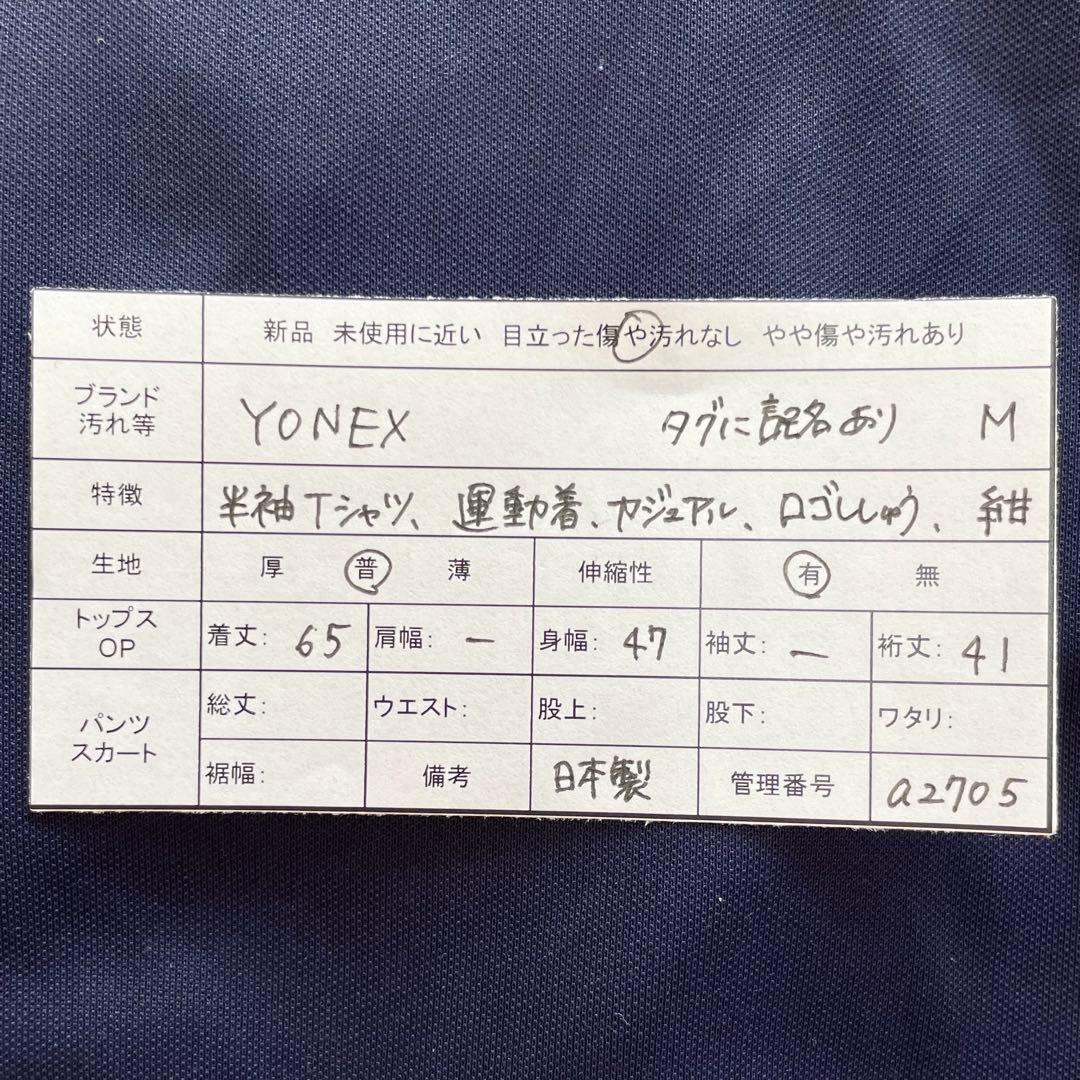 状態 新品 未使用に近い 目立った傷や汚れなし やや傷や汚れあり
ブランド
汚れ等 YONEX タグに記名あり M
特徴 半袖Tシャツ、運動着、カジュアル、ロゴししゅう、紺
生地 厚 普 薄 伸縮性 有 無
トップス
OP 着丈: 65 肩幅: ー 身幅: 47 袖丈: ー 裄丈: 41
パンツ
スカート 総丈: ウエスト: 股上: 股下: ワタリ:
裾幅: 備考 日本製 管理番号 a2705